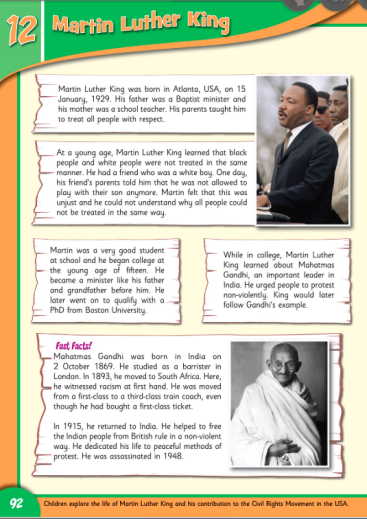 12
Martin Luther King
Martin Luther King was born in Atlanta, USA, on 15
January, 1929. His father was a Baptist minister and
his mother was a school teacher. His parents taught him
to treat all people with respect.
At a young age, Martin Luther King learned that black
people and white people were not treated in the same
manner. He had a friend who was a white boy. One day,
his friend's parents told him that he was not allowed to
play with their son anymore. Martin felt that this was
unjust and he could not understand why all people could
not be treated in the same way.
Martin was a very good student
at school and he began college at
the young age of fifteen. He
became a minister like his father
and grandfather before him. He
later went on to qualify with a
PhD from Boston University.
While in college, Martin Luther
King learned about Mahatmas
Gandhi, an important leader in
India. He urged people to protest
non-violently. King would later
follow Gandhi's example.
Fast Facts!
Mahatmas Gandhi was born in India on
2 October 1869. He studied as a barrister in
London. In 1893, he moved to South Africa. Here,
he witnessed racism at first hand. He was moved
from a first-class to a third-class train coach, even
though he had bought a first-class ticket.
In 1915, he returned to India. He helped to free
the Indian people from British rule in a non-violent
way. He dedicated his life to peaceful methods of
protest. He was assassinated in 1948.
92
Children explore the life of Martin Luther King and his contribution to the Civil Rights Movement in the USA.